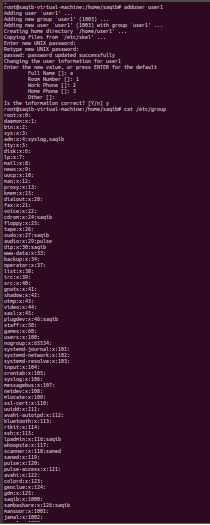 root@saqib-virtual-machine:/home/saqib# adduser user1
Adding user `user1' ...
Adding new group `user1' (1003) ...
Adding new user `user1' (1003) with group `user1' ...
Creating home directory `/home/user1' ...
Copying files from `/etc/skel' ...
Enter new UNIX password:
Retype new UNIX password:
passwd: password updated successfully
Changing the user information for user1
Enter the new value, or press ENTER for the default
Full Name []: a
Room Number []: 1
Work Phone []: 2
Home Phone []: 3
Other []:
Is the information correct? [Y/n] y
root@saqib-virtual-machine:/home/saqib# cat /etc/group
root:x:0:
daemon:x:1:
bin:x:2:
sys:x:3:
adm:x:4:syslog,saqib
tty:x:5:
disk:x:6:
lp:x:7:
mail:x:8:
news:x:9:
uucp:x:10:
man:x:12:
proxy:x:13:
kmem:x:15:
dialout:x:20:
fax:x:21:
voice:x:22:
cdrom:x:24:saqib
floppy:x:25:
tape:x:26:
sudo:x:27:saqib
audio:x:29:pulse
dip:x:30:saqib
www-data:x:33:
backup:x:34:
operator:x:37:
list:x:38:
irc:x:39:
src:x:40:
gnats:x:41:
shadow:x:42:
utmp:x:43:
video:x:44:
sasl:x:45:
plugdev:x:46:saqib
staff:x:50:
games:x:60:
users:x:100:
nogroup:x:65534:
systemd-journal:x:101:
systemd-network:x:102:
systemd-resolve:x:103:
input:x:104:
crontab:x:105:
syslog:x:106:
messagebus:x:107:
netdev:x:108:
mlocate:x:109:
ssl-cert:x:110:
uuidd:x:111:
avahi-autoipd:x:112:
bluetooth:x:113:
rtkit:x:114:
ssh:x:115:
lpadmin:x:116:saqib
whoopsie:x:117:
scanner:x:118:saned
saned:x:119:
pulse:x:120:
pulse-access:x:121:
avahi:x:122:
colord:x:123:
geoclue:x:124:
gdm:x:125:
saqib:x:1000:
sambashare:x:126:saqib
mansoor:x:1001:
jamal:x:1002: